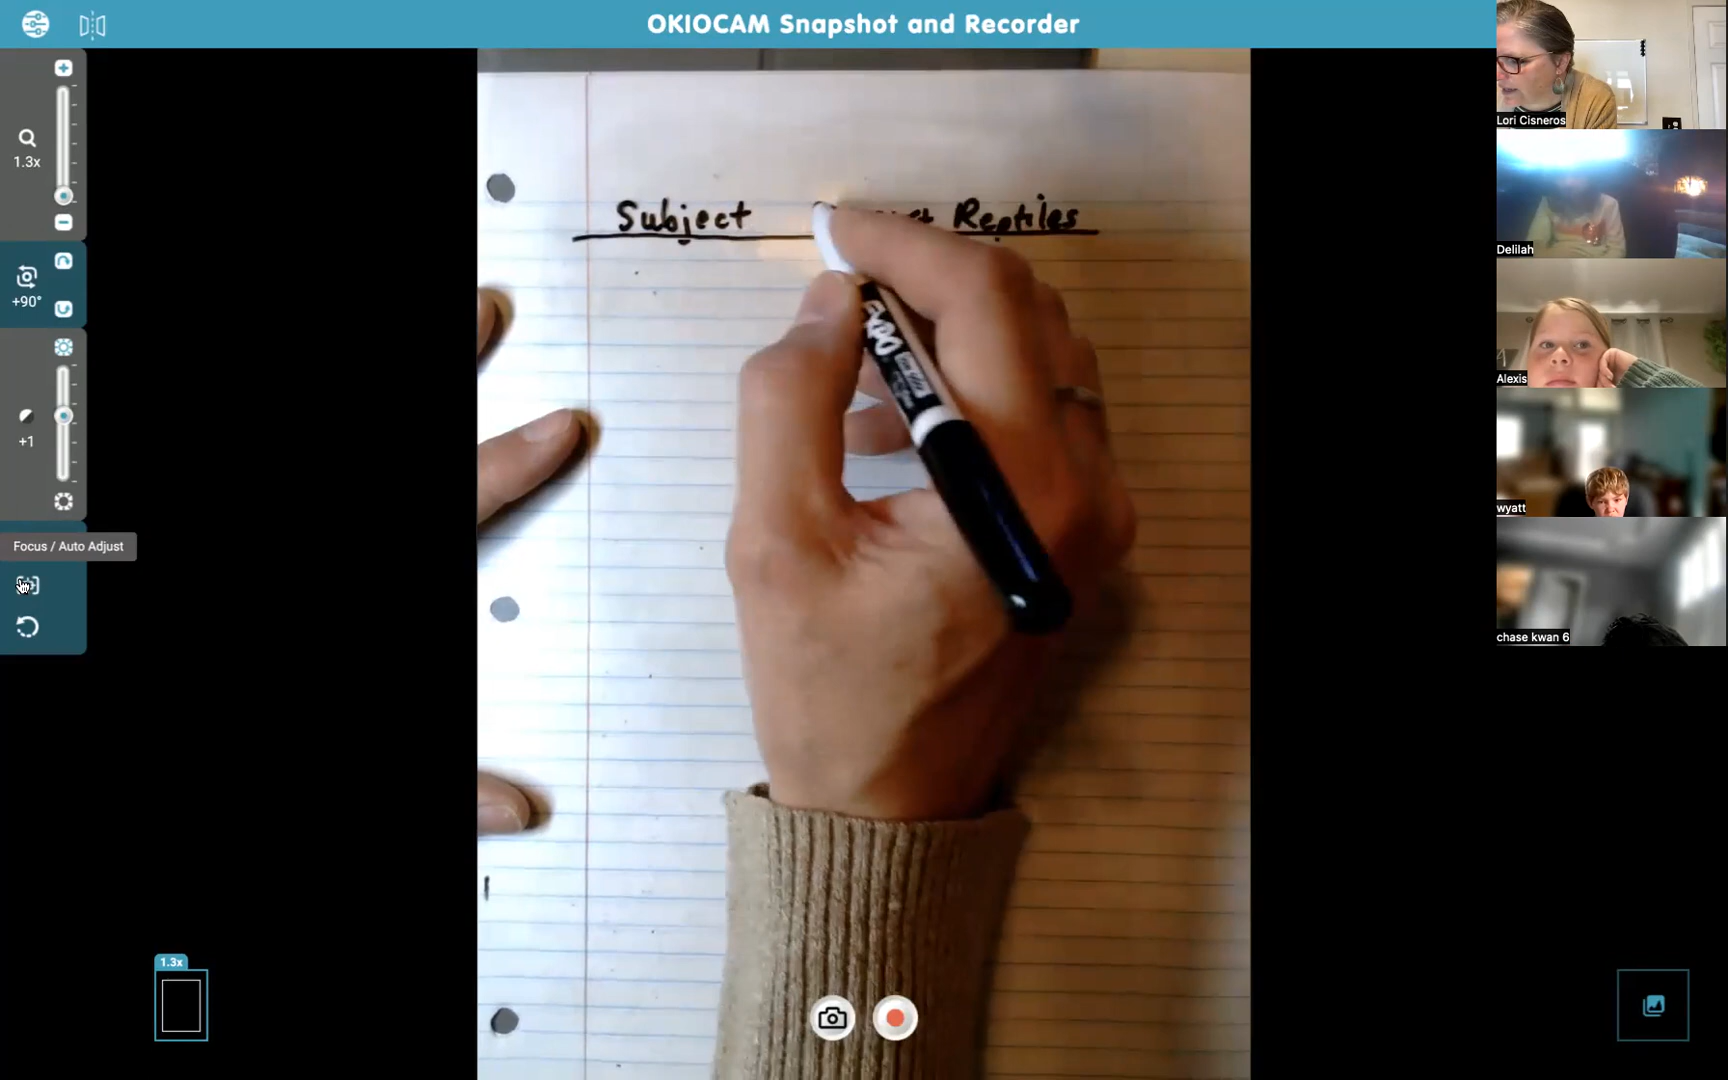 OKIOCAM Snapshot and Recorder
1.3x
+90°
+1
Focus / Auto Adjust
1.3x
Subject Reptiles
EXPO
Lori Cisneros
Delilah
Alexis
wyatt
chase kwan 6